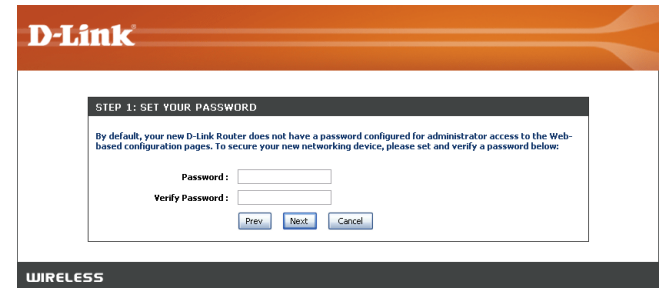 D-Link
STEP 1: SET YOUR PASSWORD
By default, your new D-Link Router does not have a password configured for administrator access to the Web-
based configuration pages. To secure your new networking device, please set and verify a password below:
Password :
Verify Password :
Prev Next Cancel
WIRELESS